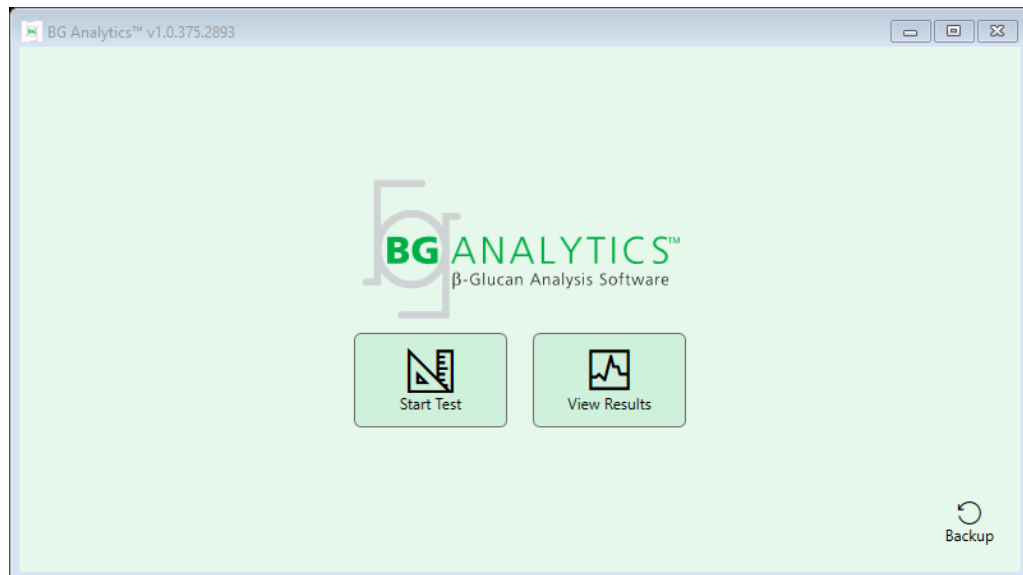 BG Analytics™ v1.0.375.2893
BG ANALYTICS™
β-Glucan Analysis Software
Start Test
View Results
Backup